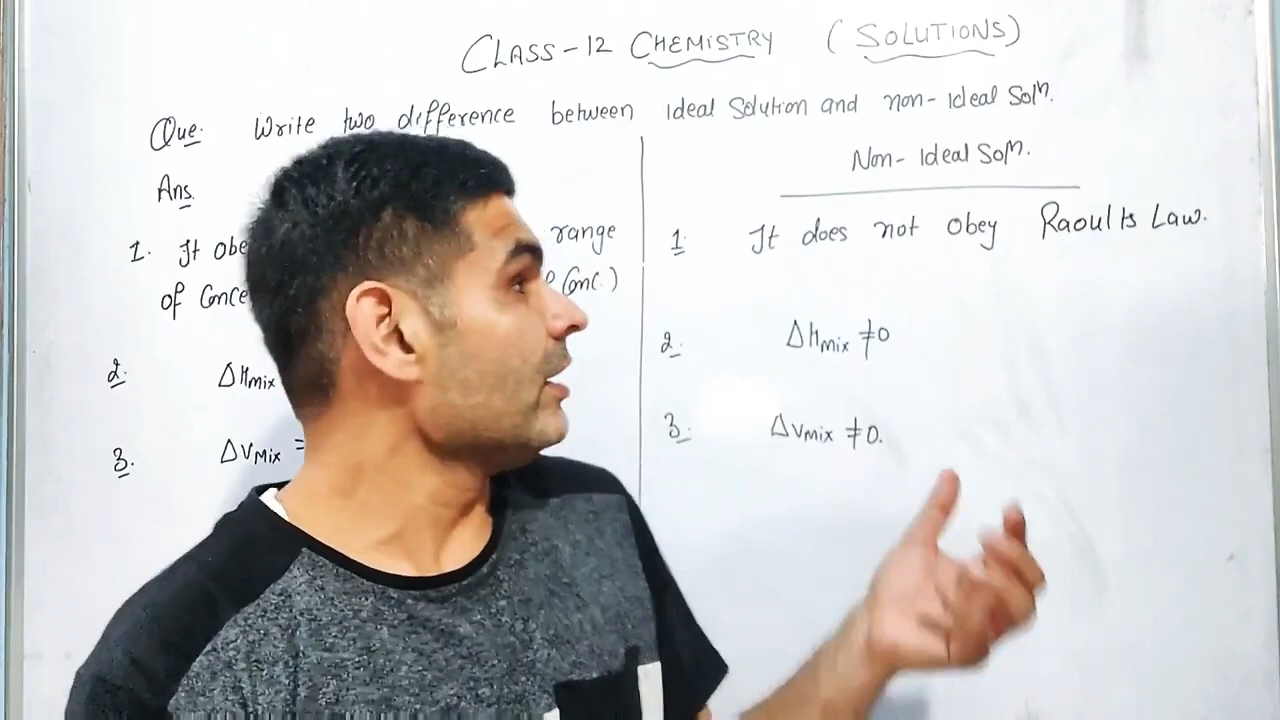 CLASS-12 CHEMISTRY (SOLUTIONS)
Que. Write two difference between Ideal Solution and non-Ideal Soln.
Ans.
Non-Ideal Soln.
1. It obe range
of Conce Conc.)
2. ΔHmix
3. ΔVMix =
1. It does not obey Raoults Law.
2. ΔHmix ≠0
3. ΔVmix ≠0.